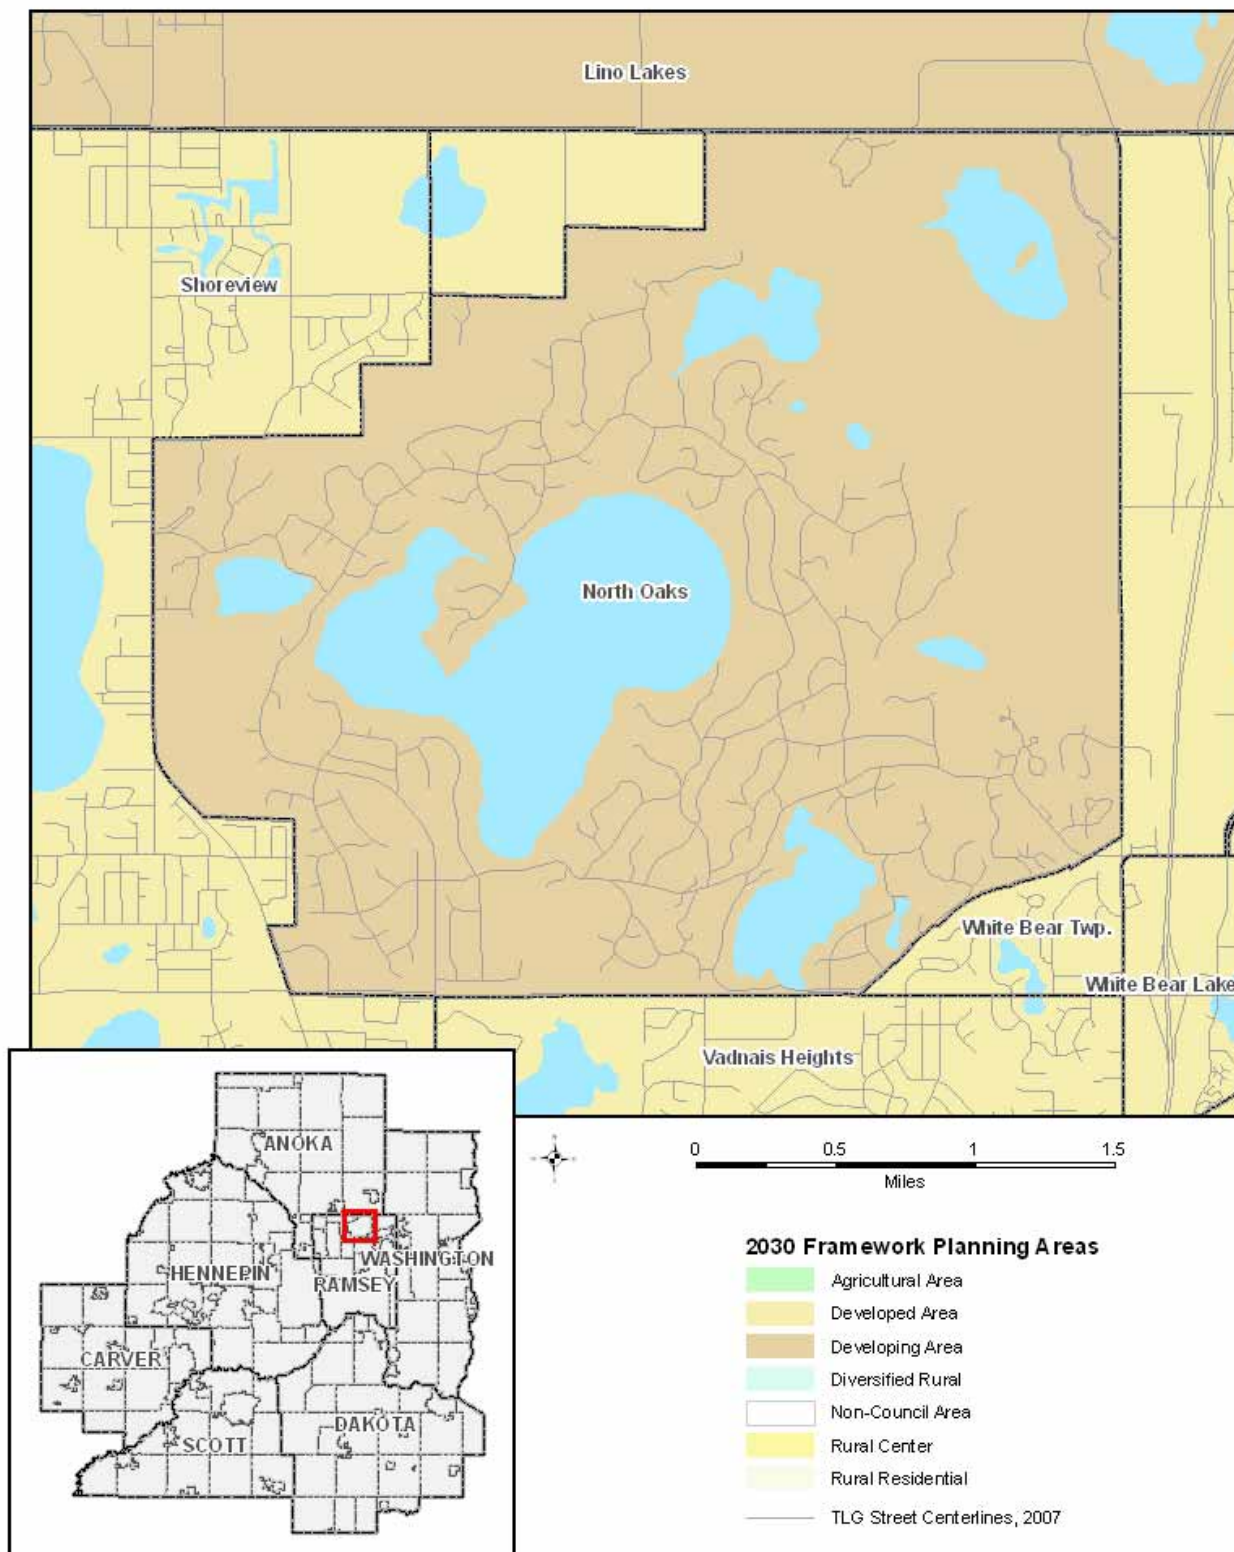 Lino Lakes
Shoreview
North Oaks
White Bear Twp.
White Bear Lake
Vadnais Heights
ANOKA
HENNEPIN
WASHINGTON
RAMSEY
CARVER
SCOTT
DAKOTA
0 0.5 1 1.5
Miles
2030 Framework Planning Areas
Agricultural Area
Developed Area
Developing Area
Diversified Rural
Non-Council Area
Rural Center
Rural Residential
TLG Street Centerlines, 2007